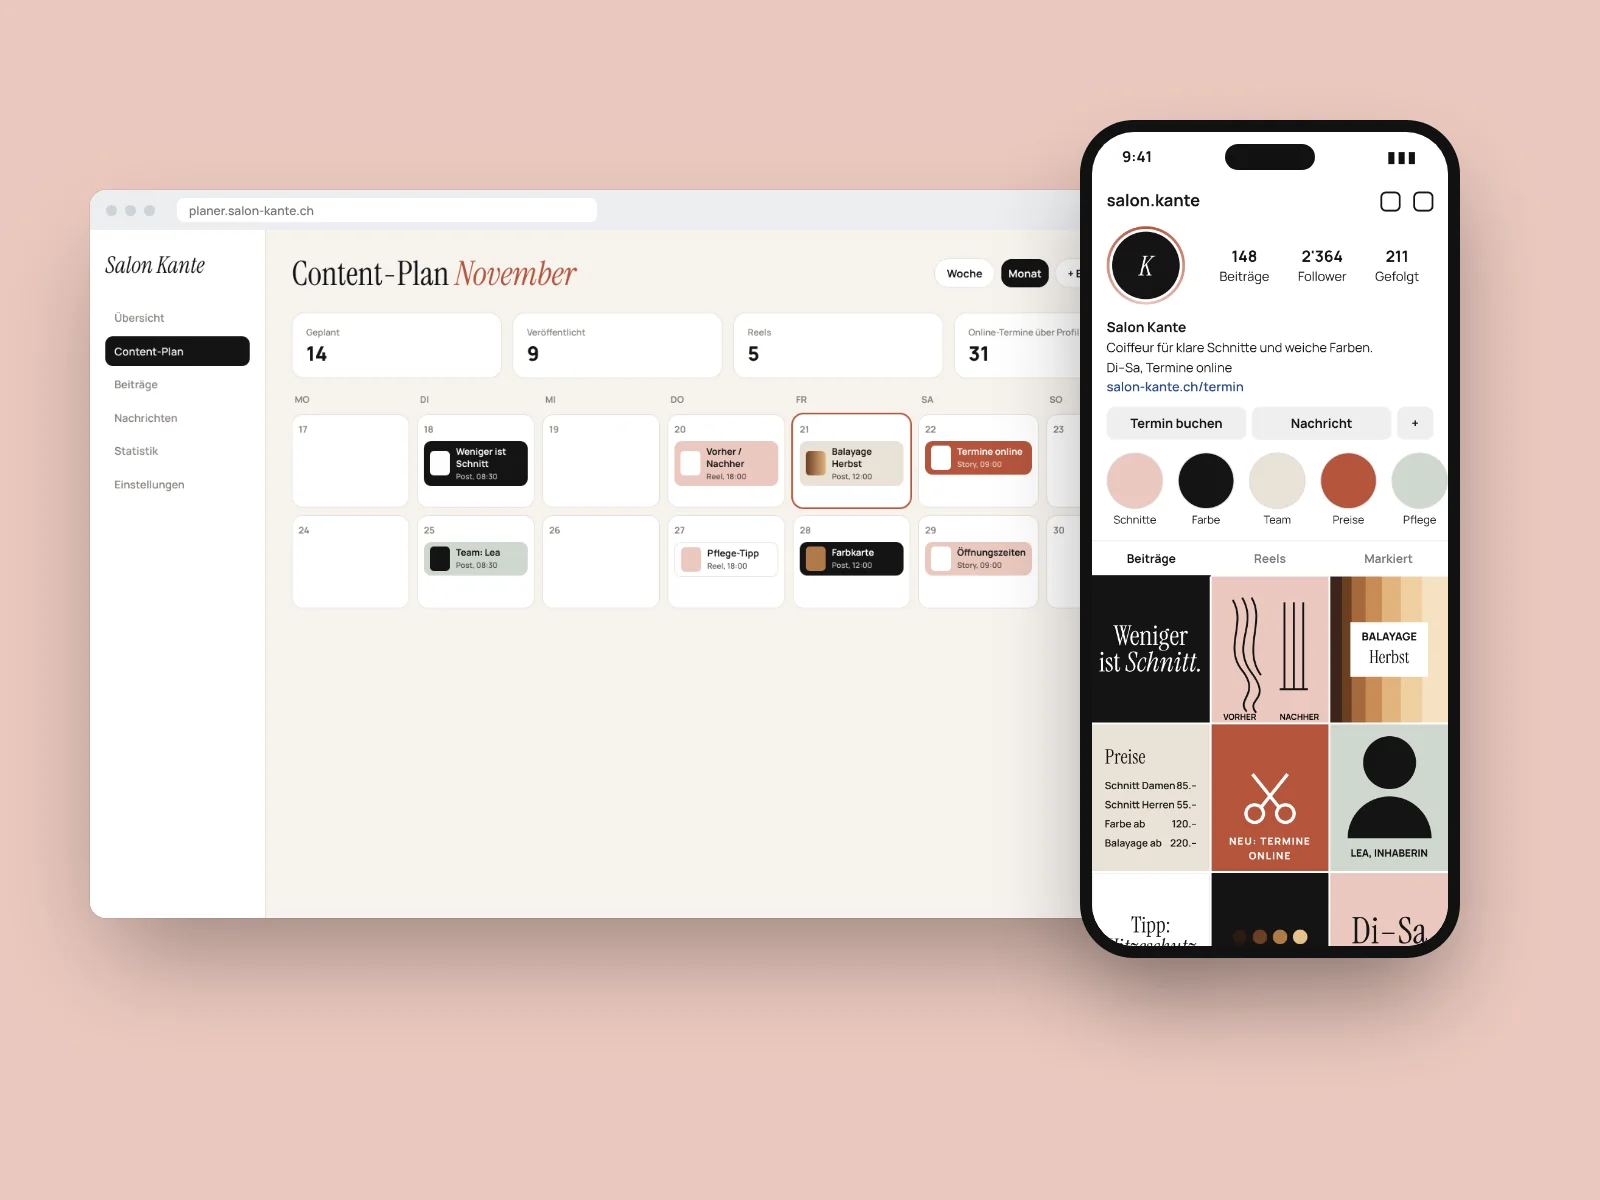 planer.salon-kante.ch
Salon Kante
Übersicht
Content-Plan
Beiträge
Nachrichten
Statistik
Einstellungen
Content-Plan November
Woche
Monat
+
Geplant
14
Veröffentlicht
9
Reels
5
Online-Termine über Profil
31
MO
DI
MI
DO
FR
SA
SO
17
18
Weniger ist
Schnitt
Post, 08:30
19
20
Vorher /
Nachher
Reel, 18:00
21
Balayage
Herbst
Post, 12:00
22
Termine online
Story, 09:00
23
24
25
Team: Lea
Post, 08:30
26
27
Pflege-Tipp
Reel, 18:00
28
Farbkarte
Post, 12:00
29
Öffnungszeiten
Story, 09:00
30
9:41
salon.kante
K
148
Beiträge
2'364
Follower
211
Gefolgt
Salon Kante
Coiffeur für klare Schnitte und weiche Farben.
Di–Sa, Termine online
salon-kante.ch/termin
Termin buchen
Nachricht
+
Schnitte
Farbe
Team
Preise
Pflege
Beiträge
Reels
Markiert
Weniger
ist Schnitt.
VORHER
NACHHER
BALAYAGE
Herbst
Preise
Schnitt Damen 85.–
Schnitt Herren 55.–
Farbe ab 120.–
Balayage ab 220.–
NEU: TERMINE
ONLINE
LEA, INHABERIN
Tipp:
Di–Sa